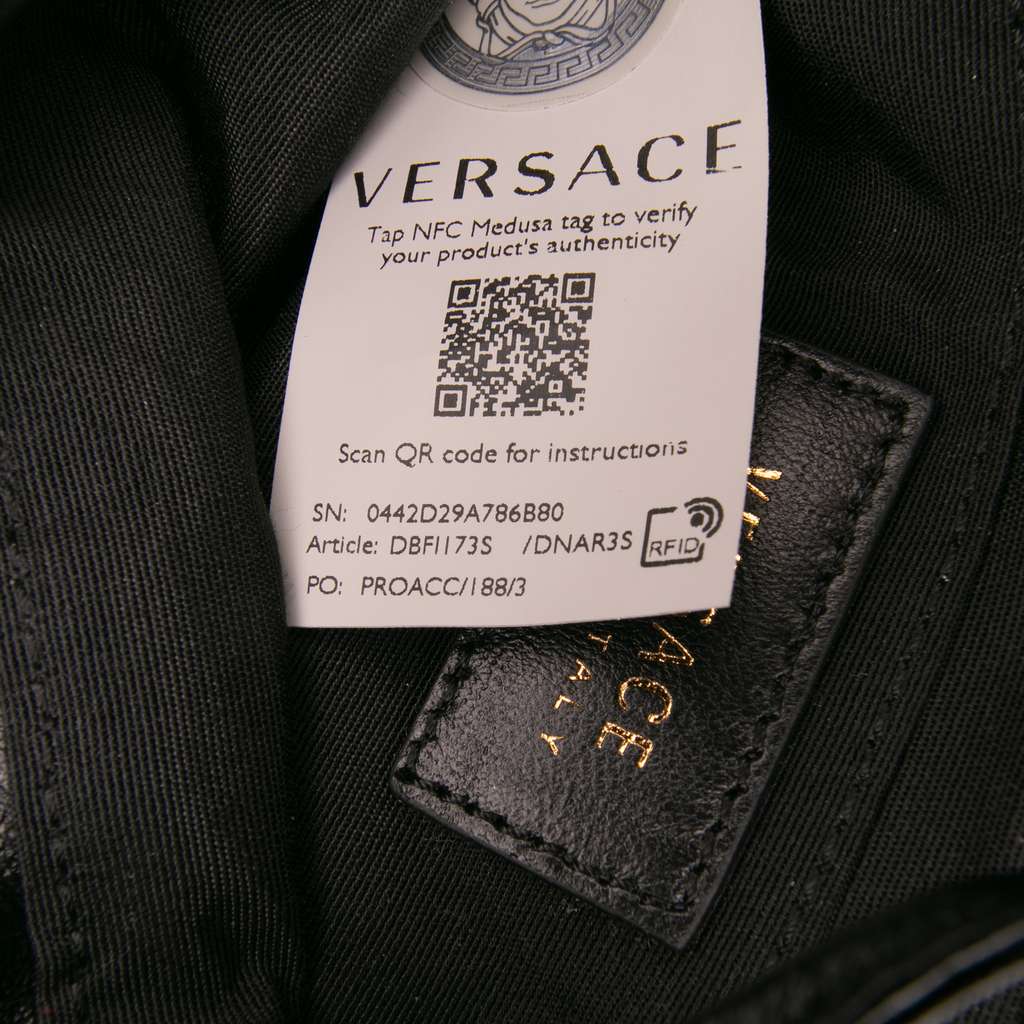 VERSACE
Tap NFC Medusa tag to verify
your product's authenticity
Scan QR code for instructions
SN: 0442D29A786B80
Article: DBFI173S /DNAR3S
RFID
PO: PROACC/188/3